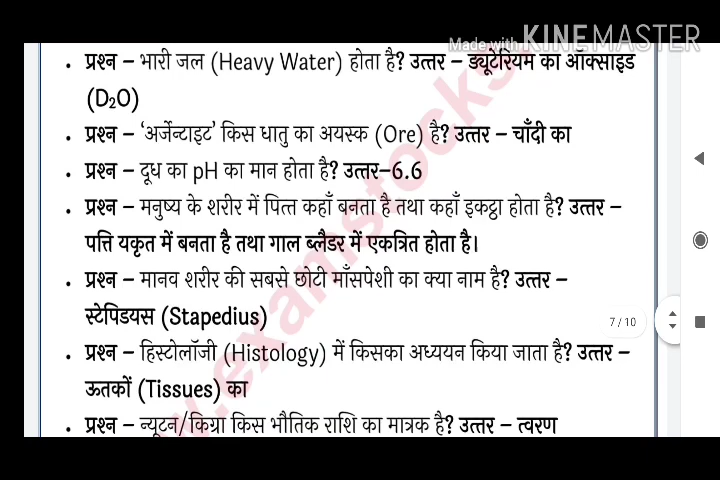 Made with KINEMASTER
• प्रश्न – भारी जल (Heavy Water) होता है? उत्तर – ड्यूटेरियम का ऑक्साइड
(D₂O)
• प्रश्न – ‘अर्जेन्टाइट’ किस धातु का अयस्क (Ore) है? उत्तर – चाँदी का
• प्रश्न – दूध का pH का मान होता है? उत्तर–6.6
• प्रश्न – मनुष्य के शरीर में पित्त कहाँ बनता है तथा कहाँ इकट्ठा होता है? उत्तर –
पत्ति यकृत में बनता है तथा गाल ब्लैडर में एकत्रित होता है।
• प्रश्न – मानव शरीर की सबसे छोटी माँसपेशी का क्या नाम है? उत्तर –
स्टेपिडयस (Stapedius)
7 / 10
• प्रश्न – हिस्टोलॉजी (Histology) में किसका अध्ययन किया जाता है? उत्तर –
ऊतकों (Tissues) का
• प्रश्न – न्यूटन/किग्रा किस भौतिक राशि का मात्रक है? उत्तर – त्वरण
w.examstocks